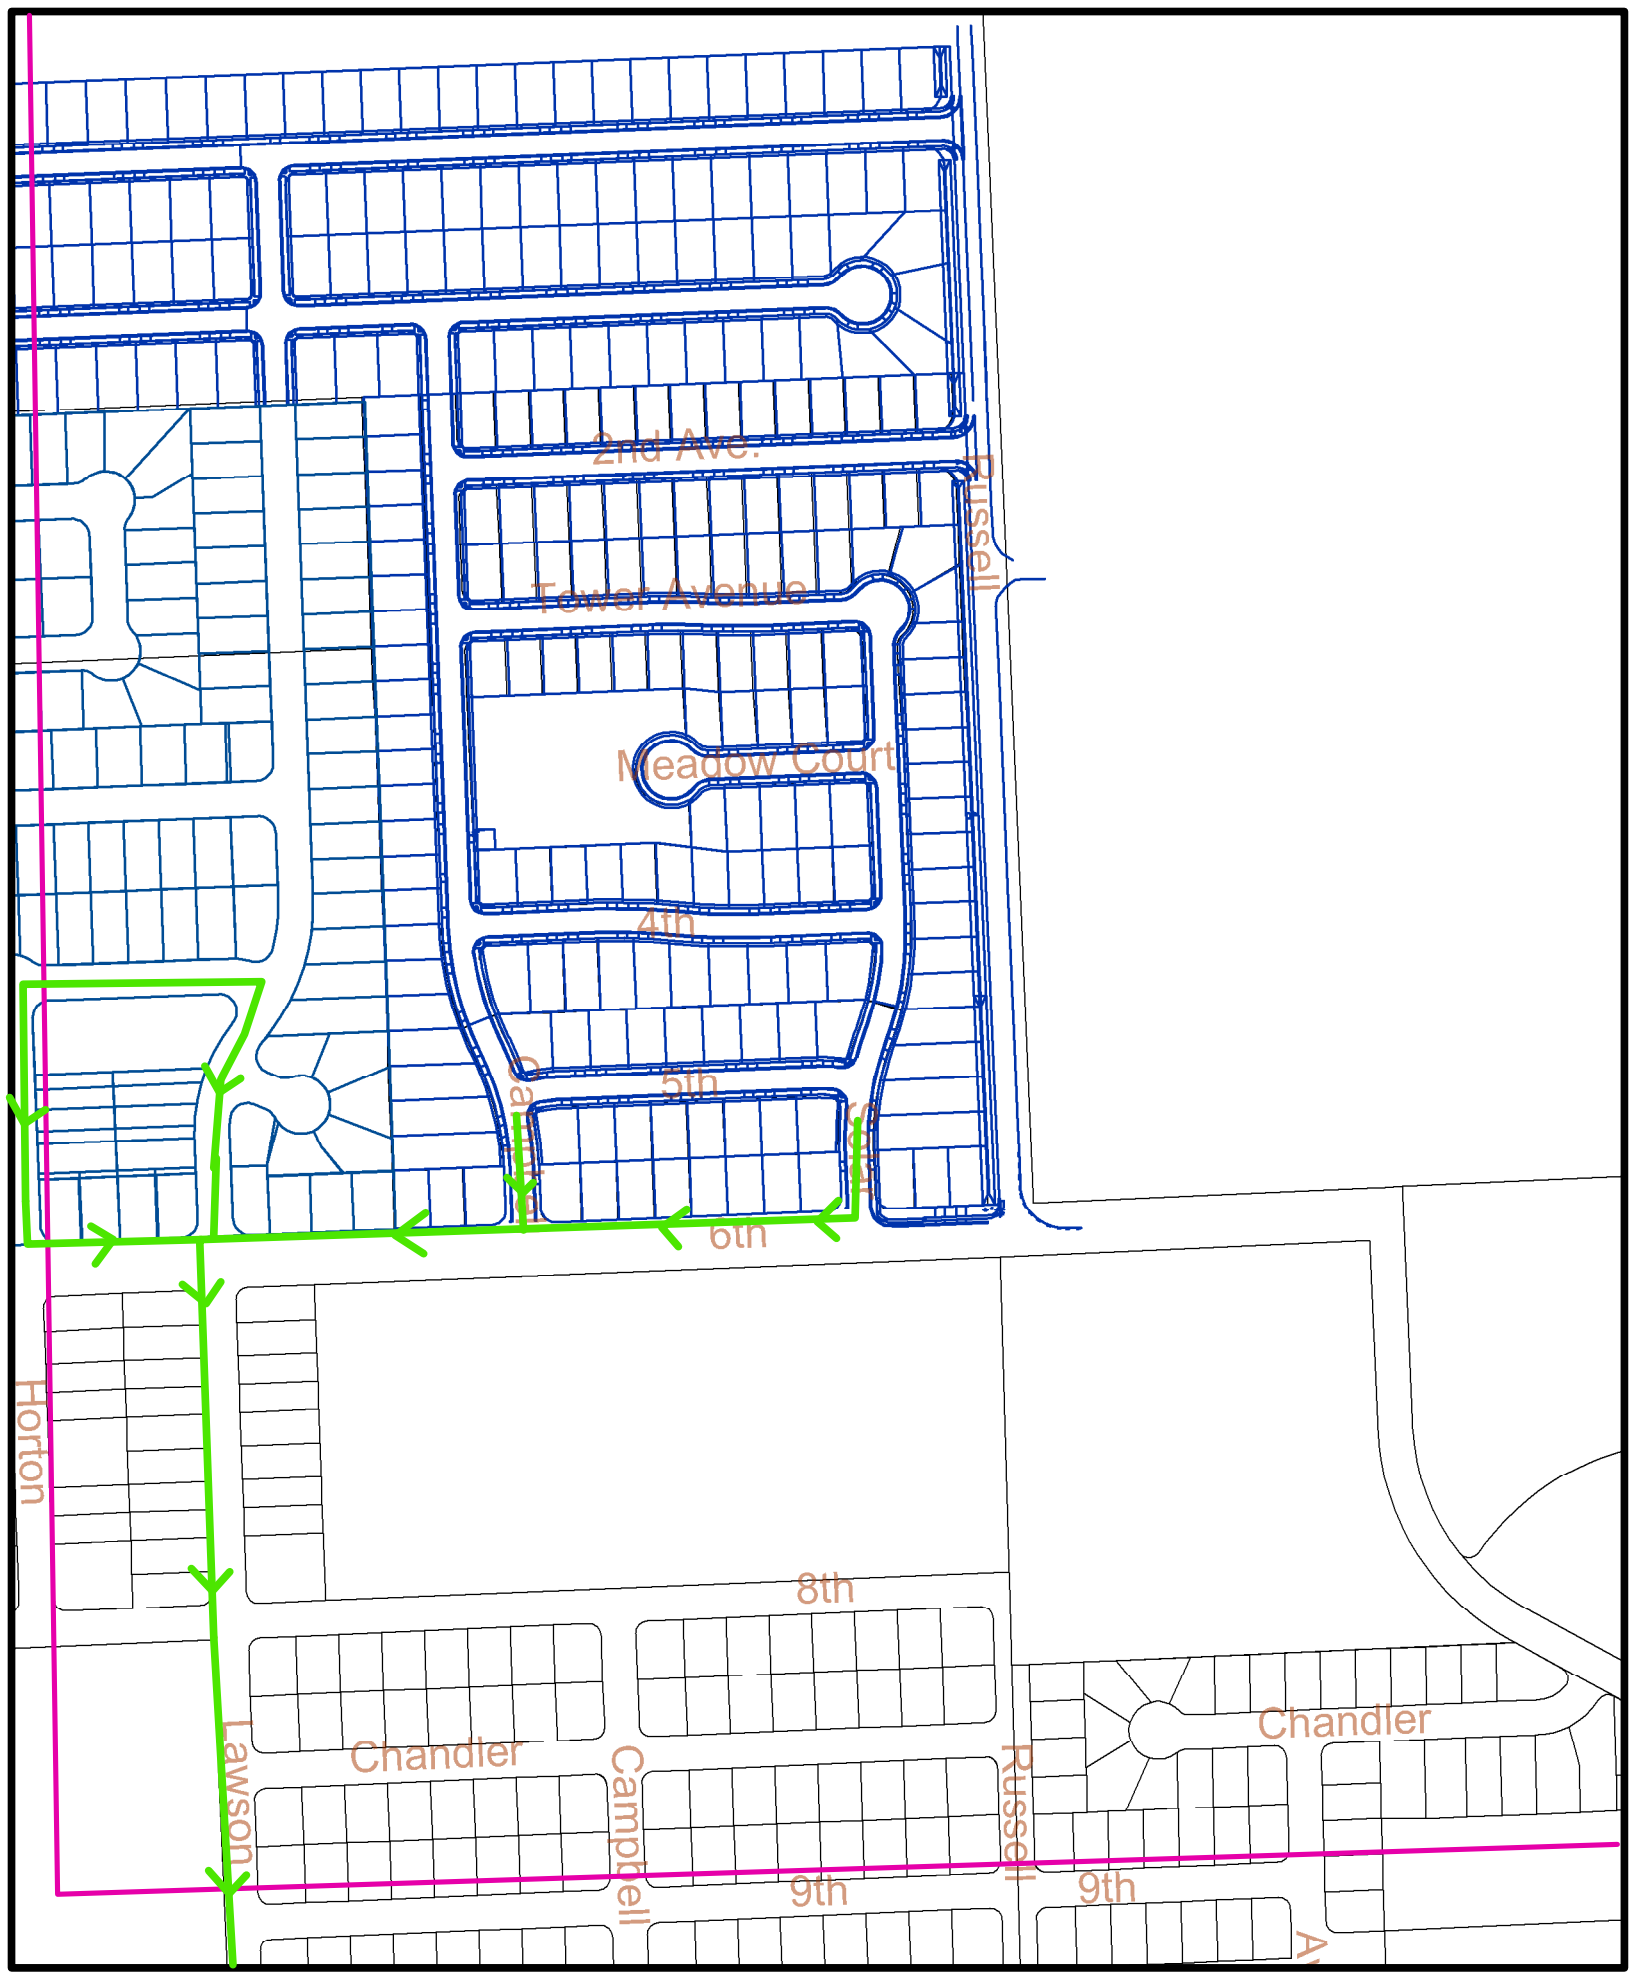 2nd Ave.
Russell
Tower Avenue
Meadow Court
4th
Campbell
5th
6th
Horton
8th
Chandler
Chandler
Lawson
Campbell
Russell
9th
9th